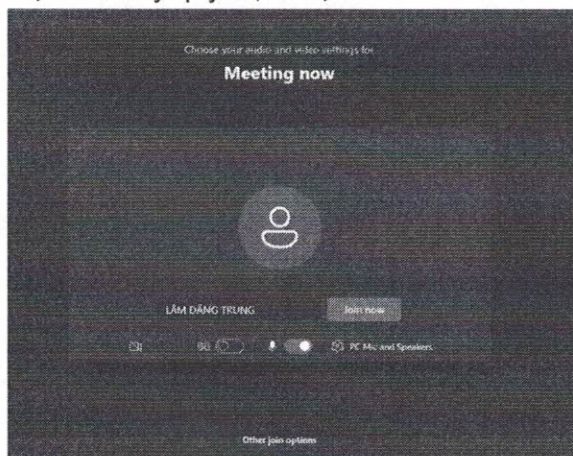 Choose your audio and video settings for
Meeting now
LÂM ĐĂNG TRUNG
Join now
PC Mic and Speakers
Other join options